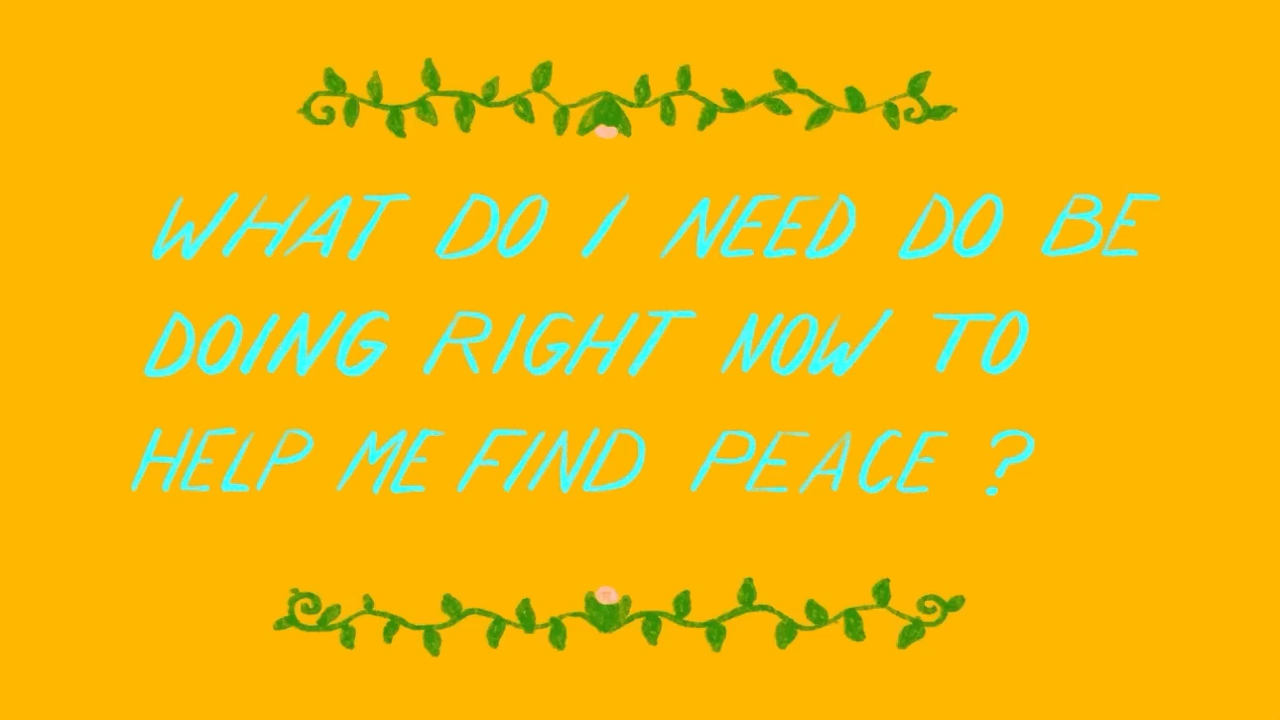 WHAT DO I NEED DO BE
DOING RIGHT NOW TO
HELP ME FIND PEACE ?